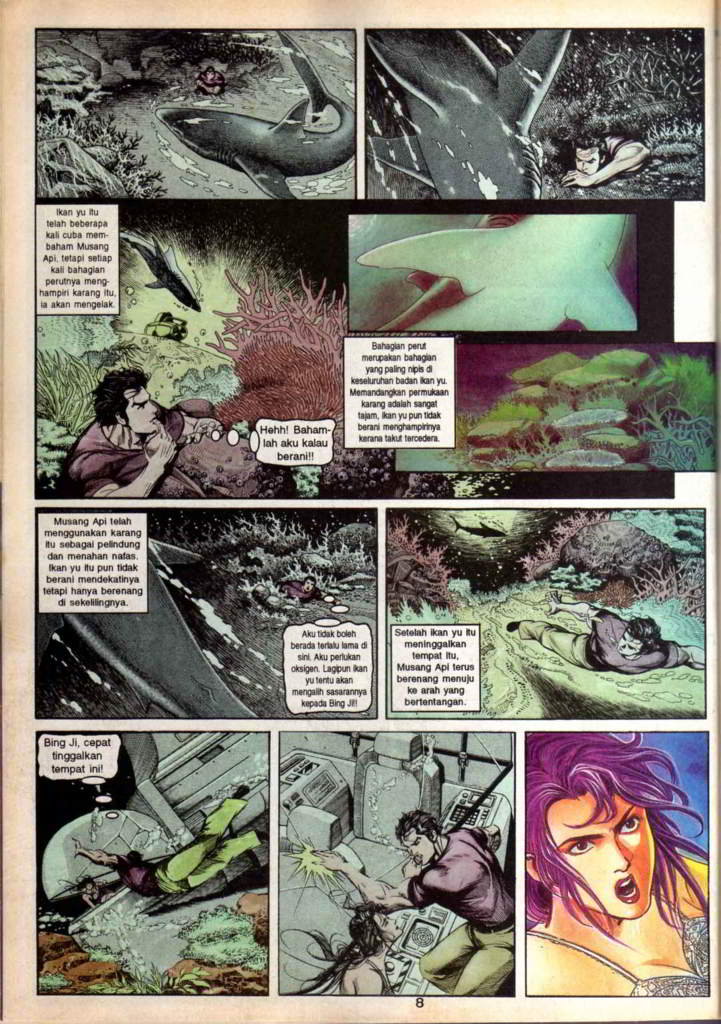 Ikan yu itu
telah beberapa
kali cuba mem-
baham Musang
Api, tetapi setiap
kali bahagian
perutnya meng-
hampiri karang itu,
ia akan mengelak.
Bahagian perut
merupakan bahagian
yang paling nipis di
keseluruhan badan ikan yu.
Memandangkan permukaan
karang adalah sangat
tajam, ikan yu pun tidak
berani menghampirinya
kerana takut tercedera.
Hehh! Baham-
lah aku kalau
berani!!
Musang Api telah
menggunakan karang
itu sebagai pelindung
dan menahan nafas.
Ikan yu itu pun tidak
berani mendekatinya
tetapi hanya berenang
di sekelilingnya.
Aku tidak boleh
berada terlalu lama di
sini. Aku perlukan
oksigen. Lagipun ikan
yu tentu akan
mengalih sasarannya
kepada Bing Ji!!
Setelah ikan yu itu
meninggalkan
tempat itu,
Musang Api terus
berenang menuju
ke arah yang
bertentangan.
Bing Ji, cepat
tinggalkan
tempat ini!
8